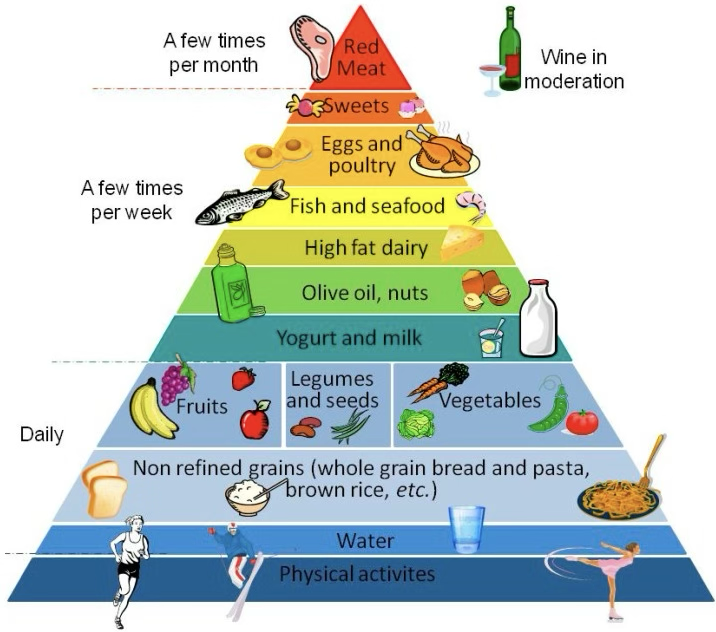 A few times
per month
Red
Meat
Wine in
moderation
Sweets
Eggs and
poultry
A few times
per week
Fish and seafood
High fat dairy
Olive oil, nuts
Yogurt and milk
Daily
Fruits
Legumes
and seeds
Vegetables
Non refined grains (whole grain bread and pasta,
brown rice, etc.)
Water
Physical activites